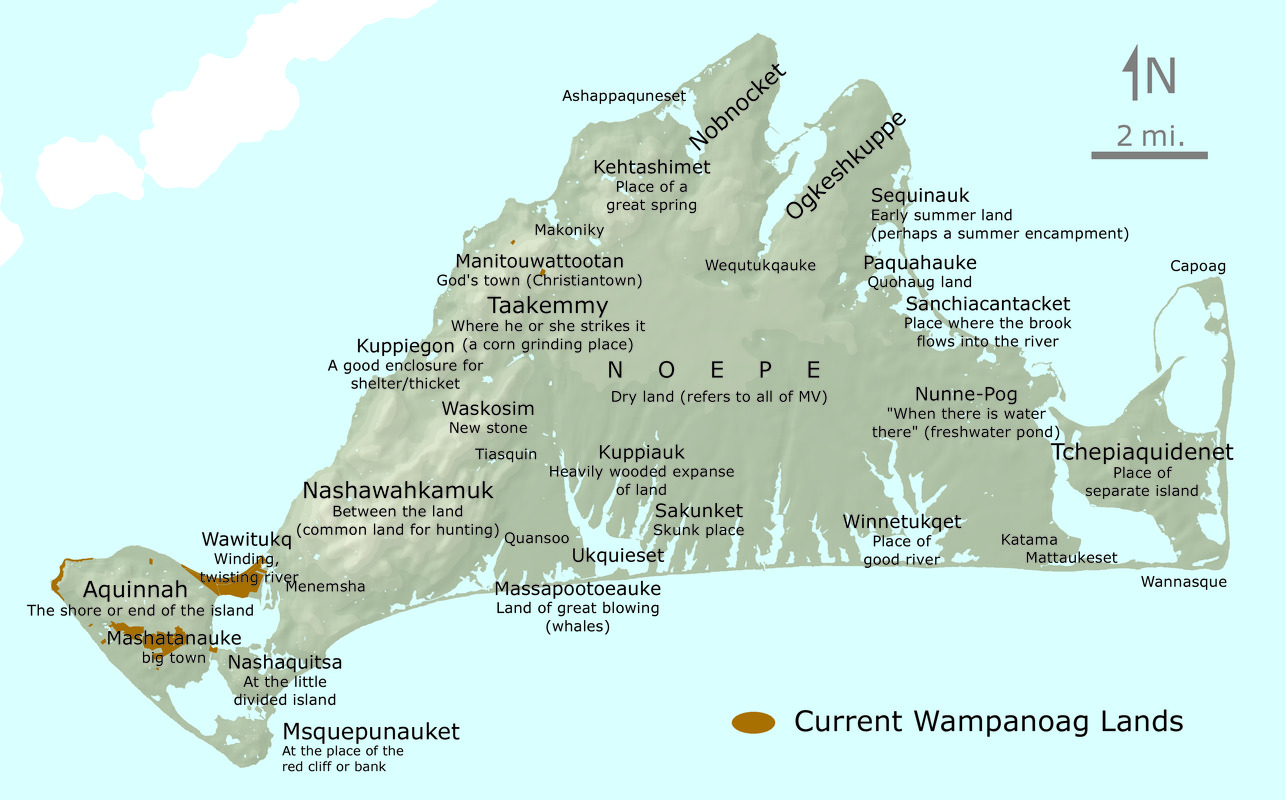 N
2 mi.
Ashappaquneset
Nobnocket
Ogkeshkuppe
Kehtashimet
Place of a
great spring
Sequinauk
Early summer land
(perhaps a summer encampment)
Makoniky
Manitouwattootan
God's town (Christiantown)
Wequtukqauke
Paquahauke
Quohaug land
Capoag
Taakemmy
Where he or she strikes it
(a corn grinding place)
Sanchiacantacket
Place where the brook
flows into the river
Kuppiegon
A good enclosure for
shelter/thicket
N O E P E
Dry land (refers to all of MV)
Waskosim
New stone
Nunne-Pog
"When there is water
there" (freshwater pond)
Tiasquin
Kuppiauk
Heavily wooded expanse
of land
Tchepiaquidenet
Place of
separate island
Nashawahkamuk
Between the land
(common land for hunting)
Sakunket
Skunk place
Winnetukqet
Place of
good river
Wawitukq
Winding,
twisting river
Quansoo
Ukquieset
Katama
Mattaukeset
Menemsha
Wannasque
Aquinnah
The shore or end of the island
Massapootoeauke
Land of great blowing
(whales)
Mashatanauke
big town
Nashaquitsa
At the little
divided island
Msquepunauket
At the place of the
red cliff or bank
Current Wampanoag Lands